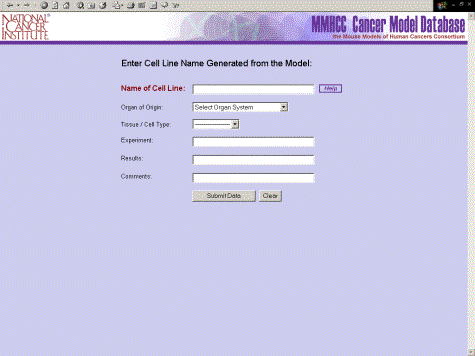 NATIONAL
CANCER
INSTITUTE
MMHCC Cancer Model Database
the Mouse Models of Human Cancers Consortium
Enter Cell Line Name Generated from the Model:
Name of Cell Line:
Help
Organ of Origin:
Select Organ System
Tissue / Cell Type:
----------------
Experiment:
Results:
Comments:
Submit Data
Clear